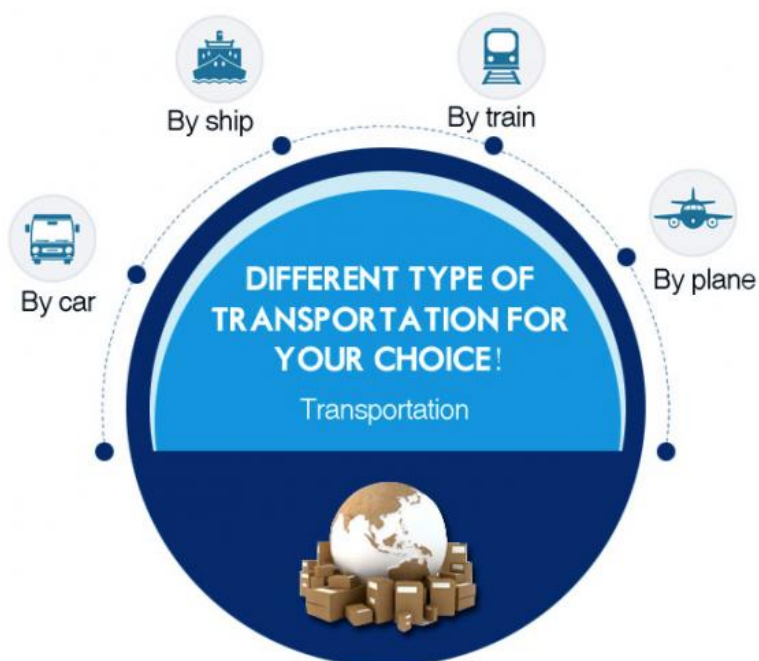 By ship
By train
By car
By plane
DIFFERENT TYPE OF
TRANSPORTATION FOR
YOUR CHOICE!
Transportation